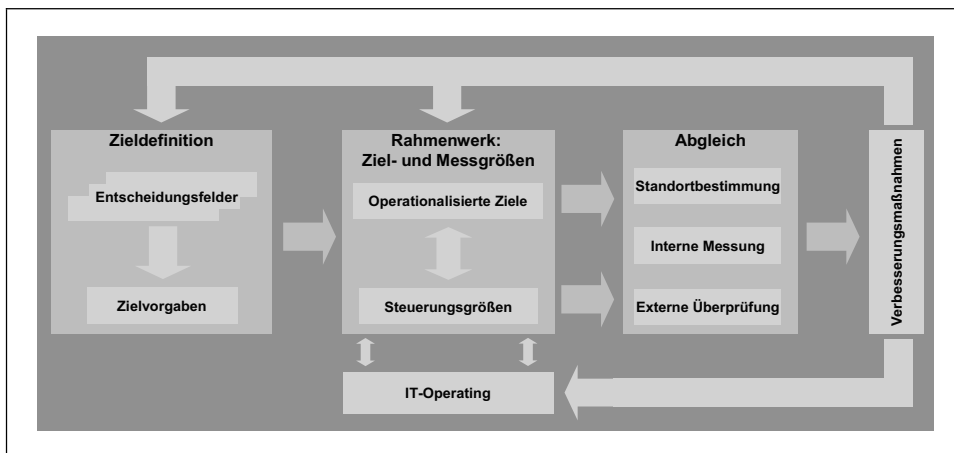 Zieldefinition
Entscheidungsfelder
Zielvorgaben
Rahmenwerk:
Ziel- und Messgrößen
Operationalisierte Ziele
Steuerungsgrößen
IT-Operating
Abgleich
Standortbestimmung
Interne Messung
Externe Überprüfung
Verbesserungsmaßnahmen